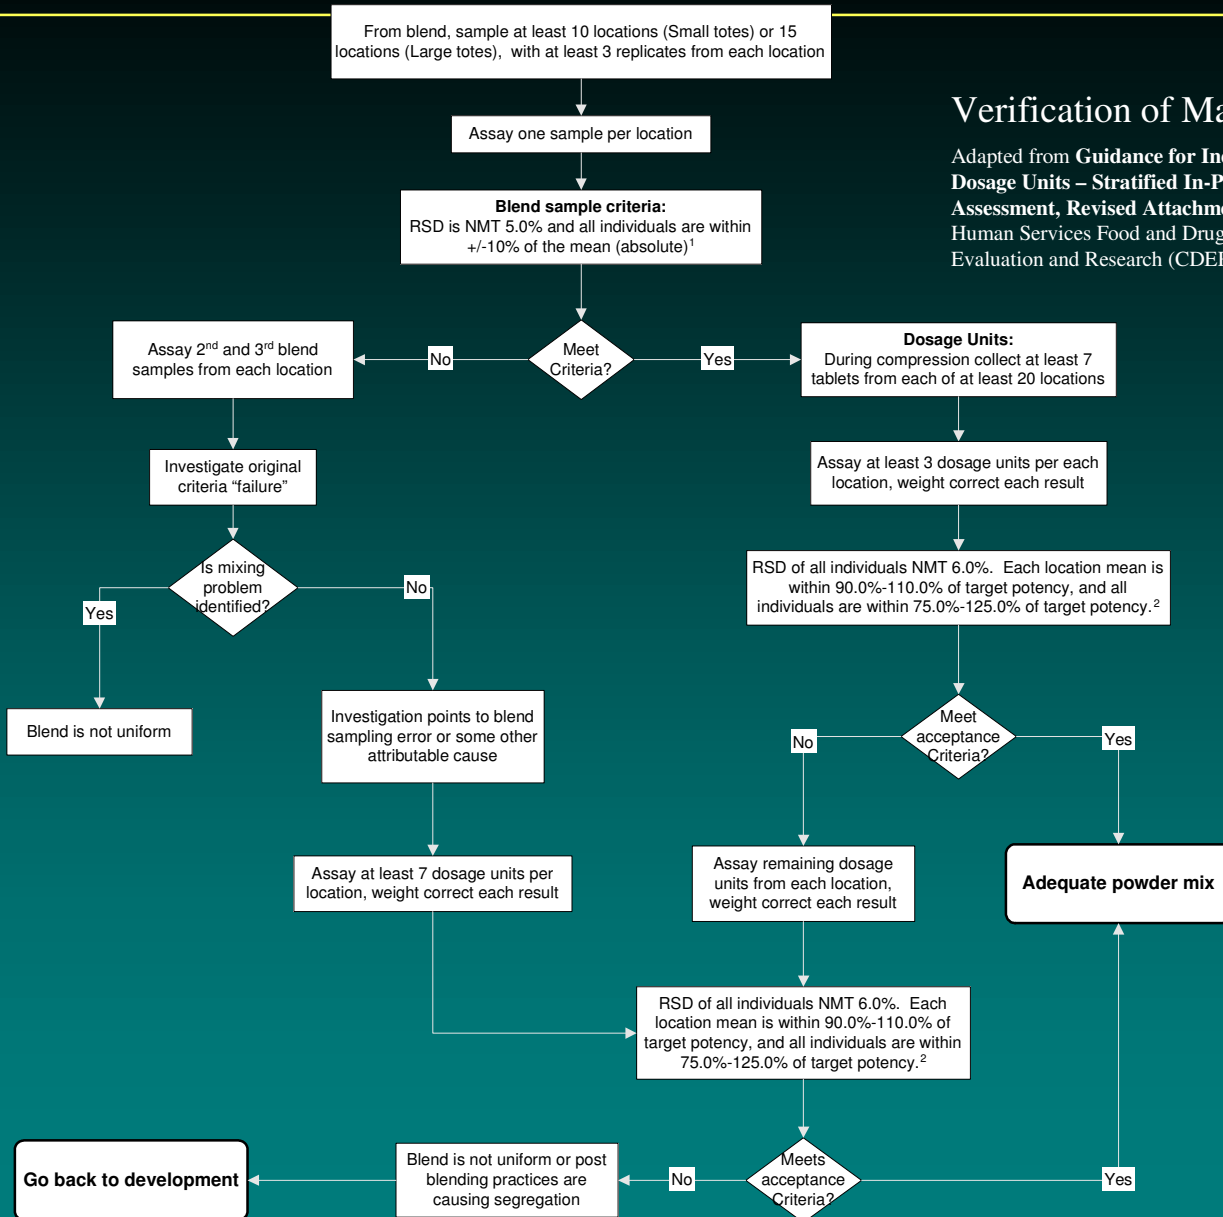 From blend, sample at least 10 locations (Small totes) or 15
locations (Large totes),  with at least 3 replicates from each location
Verification of
Adapted from Guidance for
Dosage Units – Stratified
Assessment, Revised
Human Services Food and Drug
Evaluation and Research
Assay one sample per location
Blend sample criteria:
RSD is NMT 5.0% and all individuals are within
+/-10% of the mean (absolute)1
Meet
Criteria?
No
Yes
Assay 2nd and 3rd blend
samples from each location
Dosage Units:
During compression collect at least 7
tablets from each of at least 20 locations
Investigate original
criteria “failure”
Assay at least 3 dosage units per each
location, weight correct each result
Is mixing
problem
identified?
Yes
No
RSD of all individuals NMT 6.0%.  Each location mean is
within 90.0%-110.0% of target potency, and all
individuals are within 75.0%-125.0% of target potency.2
Blend is not uniform
Investigation points to blend
sampling error or some other
attributable cause
Meet
acceptance
Criteria?
No
Yes
Assay at least 7 dosage units per
location, weight correct each result
Assay remaining dosage
units from each location,
weight correct each result
Adequate powder mix
RSD of all individuals NMT 6.0%.  Each
location mean is within 90.0%-110.0% of
target potency, and all individuals are within
75.0%-125.0% of target potency.2
Meets
acceptance
Criteria?
No
Yes
Blend is not uniform or post
blending practices are
causing segregation
Go back to development